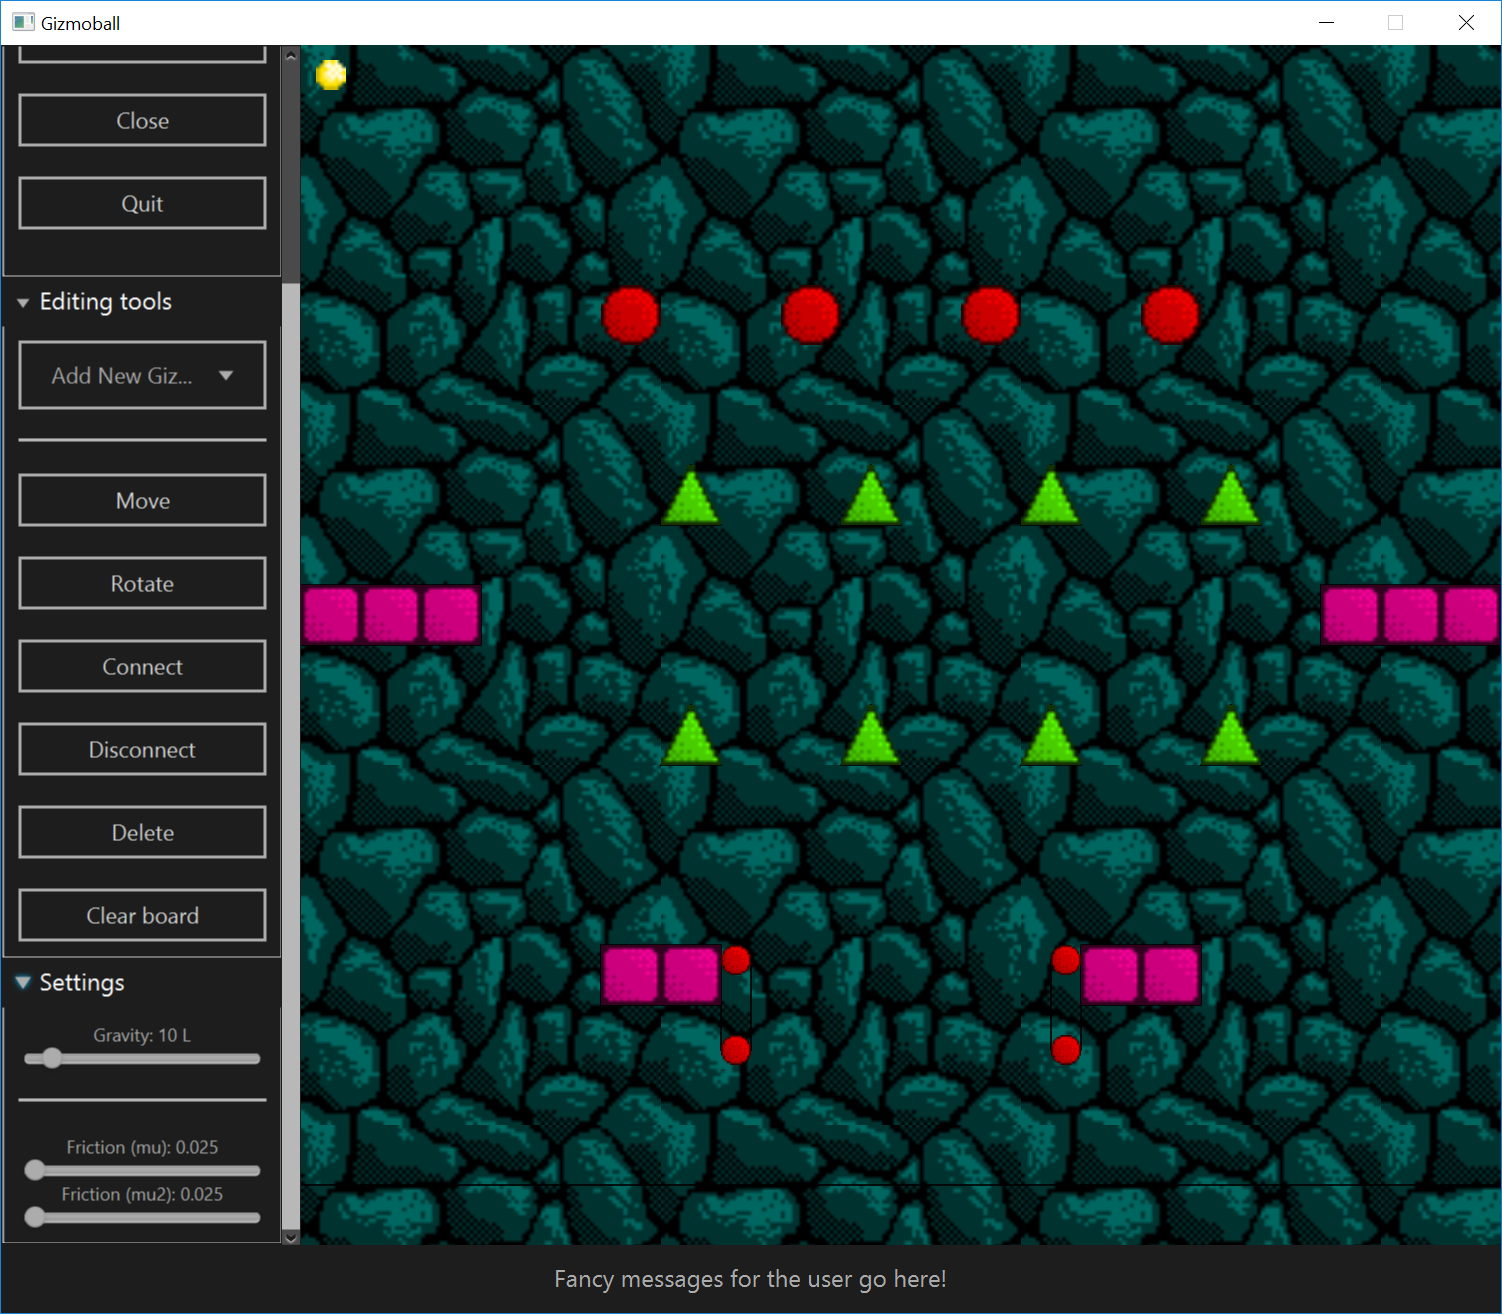 Gizmoball
Close
Quit
Editing tools
Add New Giz...
Move
Rotate
Connect
Disconnect
Delete
Clear board
Settings
Gravity: 10 L
Friction (mu): 0.025
Friction (mu2): 0.025
Fancy messages for the user go here!